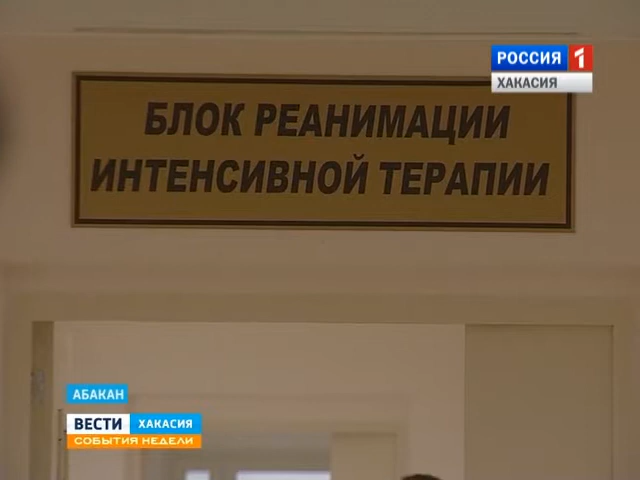 РОССИЯ 1
ХАКАСИЯ
БЛОК РЕАНИМАЦИИ
ИНТЕНСИВНОЙ ТЕРАПИИ
АБАКАН
ВЕСТИ ХАКАСИЯ
СОБЫТИЯ НЕДЕЛИ